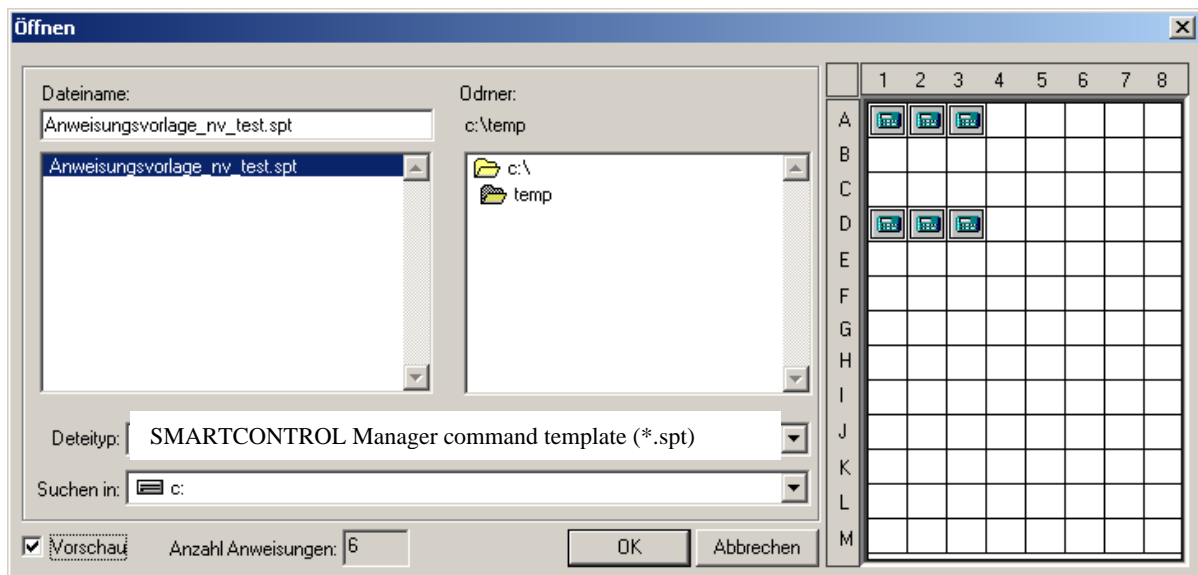 Öffnen
Dateiname:
Anweisungsvorlage_nv_test.spt
Anweisungsvorlage_nv_test.spt
Odrner:
c:\temp
c:\
temp
Deteityp: SMARTCONTROL Manager command template (*.spt)
Suchen in: c:
Vorschau Anzahl Anweisungen: 6 OK Abbrechen
1 2 3 4 5 6 7 8
A
B
C
D
E
F
G
H
I
J
K
L
M